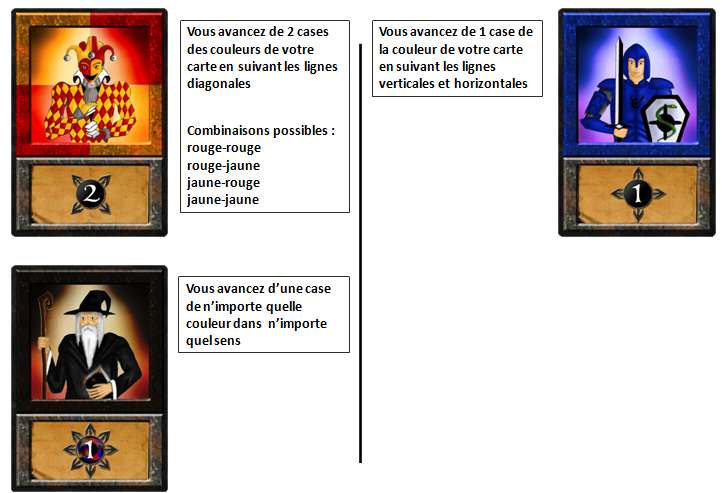 Vous avancez de 2 cases
des couleurs de votre
carte en suivant les lignes
diagonales
Combinaisons possibles :
rouge-rouge
rouge-jaune
jaune-rouge
jaune-jaune
2
Vous avancez de 1 case de
la couleur de votre carte
en suivant les lignes
verticales et horizontales
1
Vous avancez d'une case
de n'importe quelle
couleur dans n'importe
quel sens
1